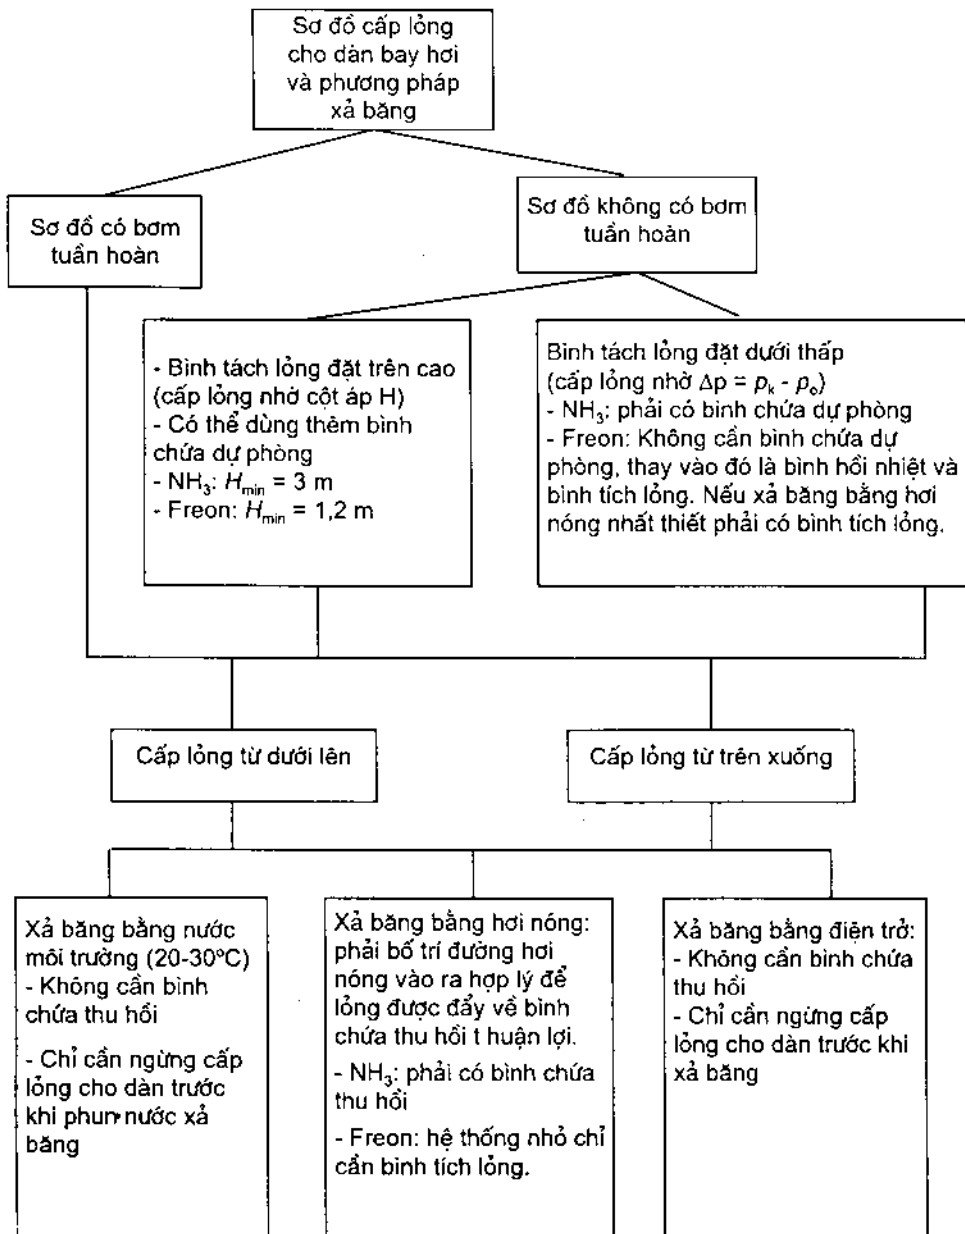 Sơ đồ cấp lỏng
cho dàn bay hơi
và phương pháp
xả băng
Sơ đồ có bơm
tuần hoàn
Sơ đồ không có bơm
tuần hoàn
- Bình tách lỏng đặt trên cao
(cấp lỏng nhờ cột áp H)
- Có thể dùng thêm bình
chứa dự phòng
- NH₃: Hmin = 3 m
- Freon: Hmin = 1,2 m
Bình tách lỏng đặt dưới thấp
(cấp lỏng nhờ Δp = pk - po)
- NH₃: phải có bình chứa dự phòng
- Freon: Không cần bình chứa dự
phòng, thay vào đó là bình hồi nhiệt và
bình tích lỏng. Nếu xả băng bằng hơi
nóng nhất thiết phải có bình tích lỏng.
Cấp lỏng từ dưới lên
Cấp lỏng từ trên xuống
Xả băng bằng nước
môi trường (20-30°C)
- Không cần bình
chứa thu hồi
- Chỉ cần ngừng cấp
lỏng cho dàn trước
khi phun nước xả
băng
Xả băng bằng hơi nóng:
phải bố trí đường hơi
nóng vào ra hợp lý để
lỏng được đẩy về bình
chứa thu hồi t huận lợi.
- NH₃: phải có bình chứa
thu hồi
- Freon: hệ thống nhỏ chỉ
cần bình tích lỏng.
Xả băng bằng điện trở:
- Không cần bình chứa
thu hồi
- Chỉ cần ngừng cấp
lỏng cho dàn trước khi
xả băng